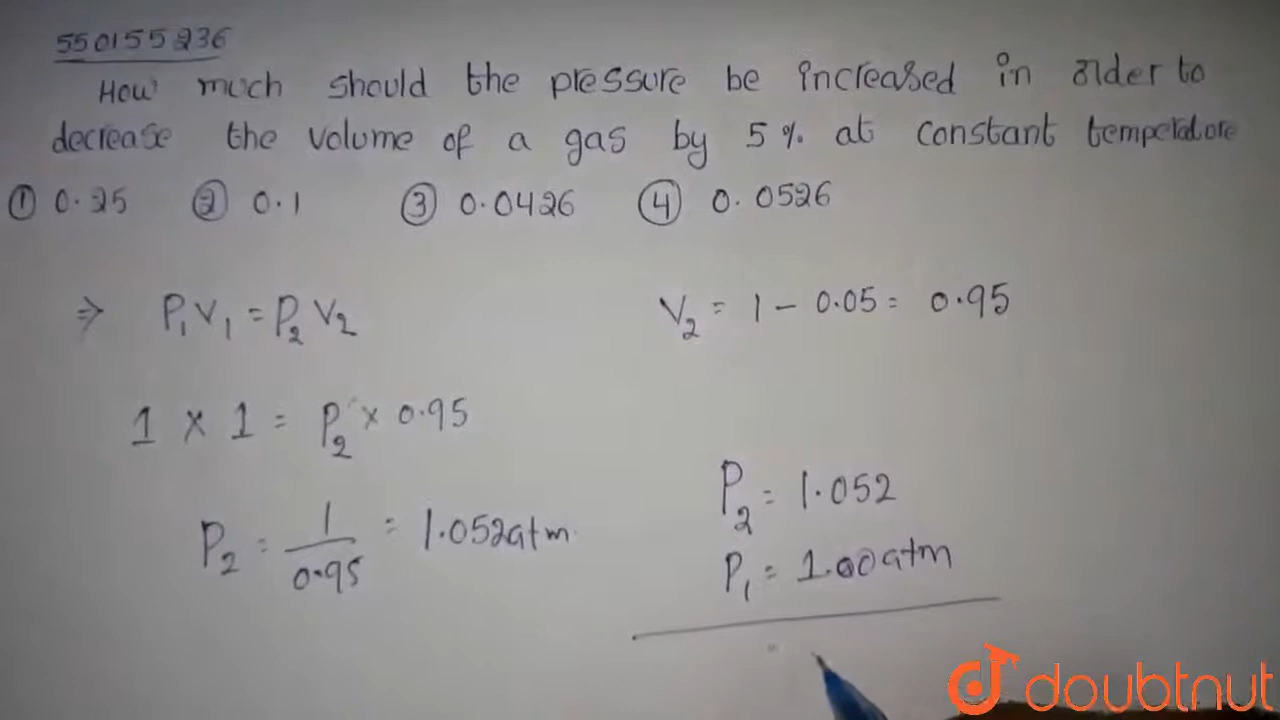 550155236
How much should the pressure be increased in order to
decrease the volume of a gas by 5% at constant temperature
① 0.25 ② 0.1 ③ 0.0426 ④ 0.0526
⇒ P₁V₁ = P₂V₂
V₂ = 1 - 0.05 = 0.95
1 × 1 = P₂ × 0.95
P₂ = 1/0.95 = 1.052atm
P₂ = 1.052
P₁ = 1.00atm
doubtnut